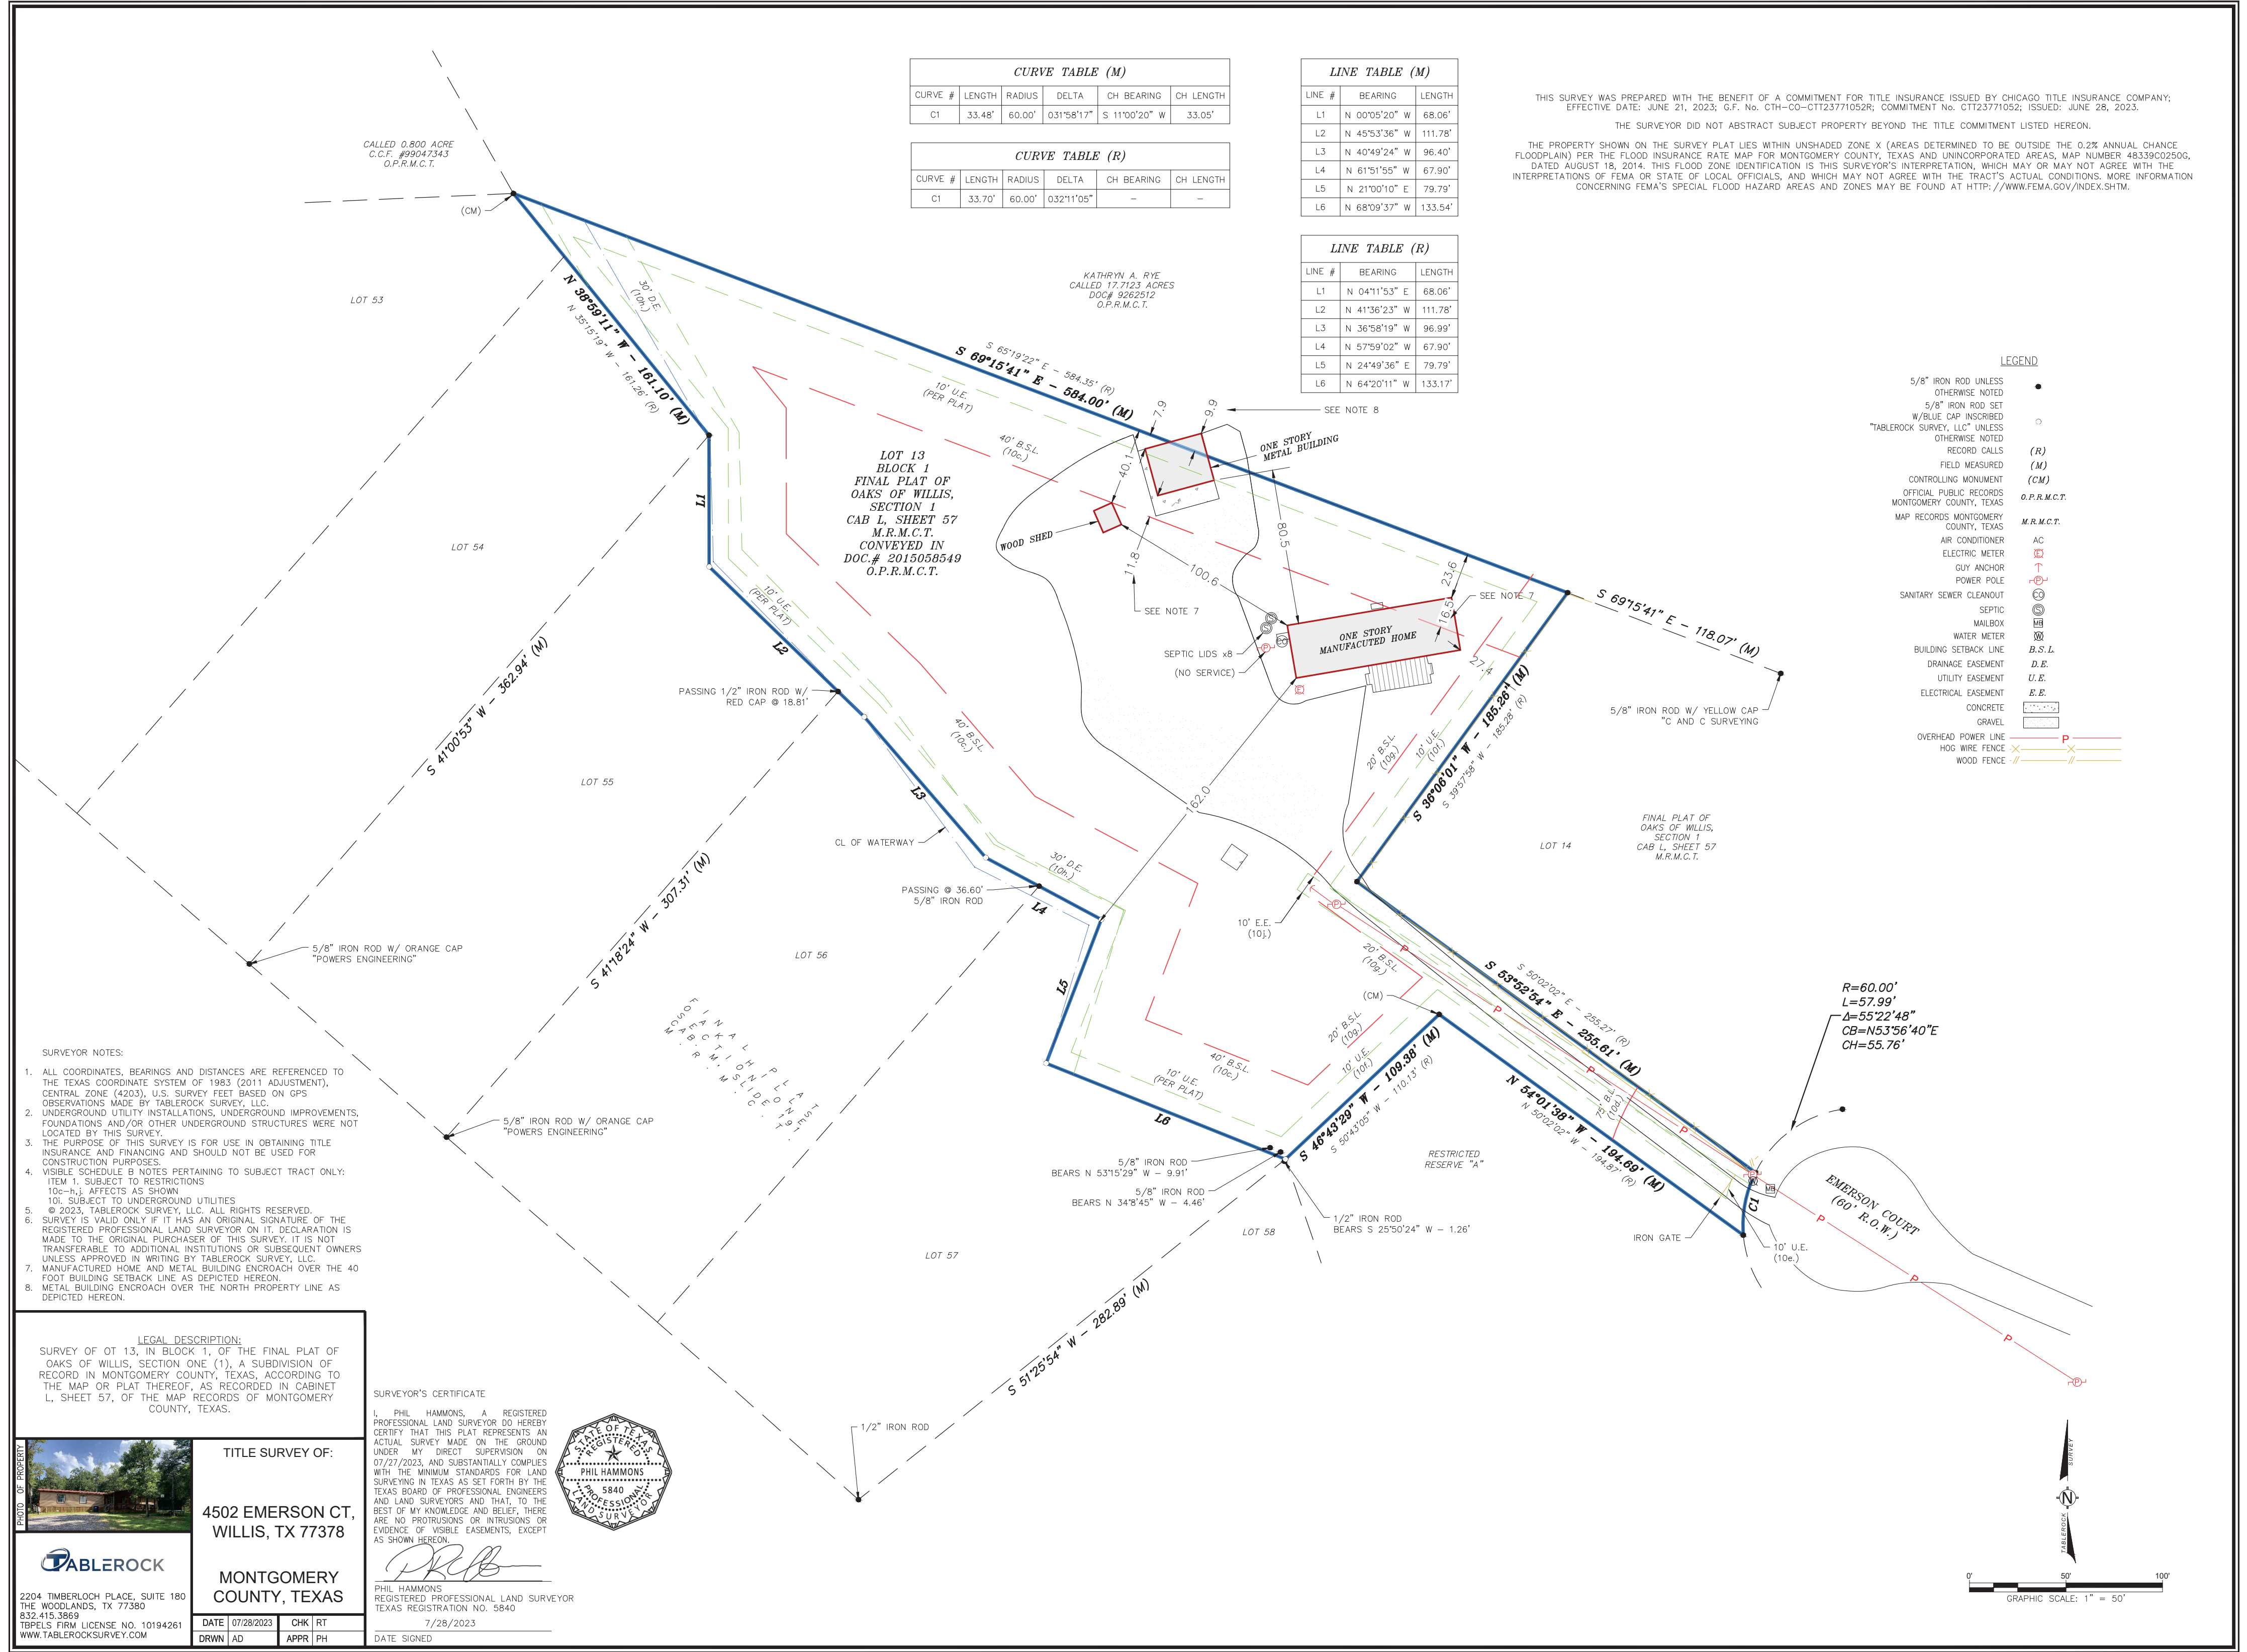 CURVE TABLE (M)
CURVE # LENGTH RADIUS DELTA CH BEARING CH LENGTH
C1 33.48' 60.00' 031°58'17" S 11°00'20" W 33.05'
CURVE TABLE (R)
CURVE # LENGTH RADIUS DELTA CH BEARING CH LENGTH
C1 33.70' 60.00' 032°11'05" – –
LINE TABLE (M)
LINE # BEARING LENGTH
L1 N 00°05'20" W 68.06'
L2 N 45°53'36" W 111.78'
L3 N 40°49'24" W 96.40'
L4 N 61°51'55" W 67.90'
L5 N 21°00'10" E 79.79'
L6 N 68°09'37" W 133.54'
LINE TABLE (R)
LINE # BEARING LENGTH
L1 N 04°11'53" E 68.06'
L2 N 41°36'23" W 111.78'
L3 N 36°58'19" W 96.99'
L4 N 57°59'02" W 67.90'
L5 N 24°49'36" E 79.79'
L6 N 64°20'11" W 133.17'
THIS SURVEY WAS PREPARED WITH THE BENEFIT OF A COMMITMENT FOR TITLE INSURANCE ISSUED BY CHICAGO TITLE INSURANCE COMPANY;
EFFECTIVE DATE: JUNE 21, 2023; G.F. No. CTH–CO–CTT23771052R; COMMITMENT No. CTT23771052; ISSUED: JUNE 28, 2023.
THE SURVEYOR DID NOT ABSTRACT SUBJECT PROPERTY BEYOND THE TITLE COMMITMENT LISTED HEREON.
THE PROPERTY SHOWN ON THE SURVEY PLAT LIES WITHIN UNSHADED ZONE X (AREAS DETERMINED TO BE OUTSIDE THE 0.2% ANNUAL CHANCE
FLOODPLAIN) PER THE FLOOD INSURANCE RATE MAP FOR MONTGOMERY COUNTY, TEXAS AND UNINCORPORATED AREAS, MAP NUMBER 48339C0250G,
DATED AUGUST 18, 2014. THIS FLOOD ZONE IDENTIFICATION IS THIS SURVEYOR'S INTERPRETATION, WHICH MAY OR MAY NOT AGREE WITH THE
INTERPRETATIONS OF FEMA OR STATE OF LOCAL OFFICIALS, AND WHICH MAY NOT AGREE WITH THE TRACT'S ACTUAL CONDITIONS. MORE INFORMATION
CONCERNING FEMA'S SPECIAL FLOOD HAZARD AREAS AND ZONES MAY BE FOUND AT HTTP://WWW.FEMA.GOV/INDEX.SHTM.
CALLED 0.800 ACRE
C.C.F. #99047343
O.P.R.M.C.T.
(CM)
LOT 53
N 38°59'11" W – 161.10' (M)
N 35°15'19" W – 161.26' (R)
30' D.E.
(10h.)
KATHRYN A. RYE
CALLED 17.7123 ACRES
DOC# 9262512
O.P.R.M.C.T.
S 65°19'22" E – 584.35' (R)
S 69°15'41" E – 584.00' (M)
10' U.E.
(PER PLAT)
40' B.S.L.
(10c.)
7.9
9.9
SEE NOTE 8
ONE STORY
METAL BUILDING
40.1
LOT 13
BLOCK 1
FINAL PLAT OF
OAKS OF WILLIS,
SECTION 1
CAB L, SHEET 57
M.R.M.C.T.
CONVEYED IN
DOC.# 2015058549
O.P.R.M.C.T.
WOOD SHED
11.8
100.6
80.5
SEE NOTE 7
23.6
SEE NOTE 7
16.5
ONE STORY
MANUFACUTED HOME
27.4
SEPTIC LIDS x8
(NO SERVICE)
E
P
S
S
CO
S 69°15'41" E – 118.07' (M)
5/8" IRON ROD W/ YELLOW CAP
"C AND C SURVEYING
S 36°06'01" W – 185.26' (M)
S 39°57'58" W – 185.28' (R)
20' B.S.L.
(10g.)
10' U.E.
(10f.)
LEGEND
5/8" IRON ROD UNLESS
OTHERWISE NOTED
5/8" IRON ROD SET
W/BLUE CAP INSCRIBED
"TABLEROCK SURVEY, LLC" UNLESS
OTHERWISE NOTED
RECORD CALLS (R)
FIELD MEASURED (M)
CONTROLLING MONUMENT (CM)
OFFICIAL PUBLIC RECORDS
MONTGOMERY COUNTY, TEXAS O.P.R.M.C.T.
MAP RECORDS MONTGOMERY
COUNTY, TEXAS M.R.M.C.T.
AIR CONDITIONER AC
ELECTRIC METER E
GUY ANCHOR
POWER POLE P
SANITARY SEWER CLEANOUT CO
SEPTIC S
MAILBOX MB
WATER METER W
BUILDING SETBACK LINE B.S.L.
DRAINAGE EASEMENT D.E.
UTILITY EASEMENT U.E.
ELECTRICAL EASEMENT E.E.
CONCRETE
GRAVEL
OVERHEAD POWER LINE P
HOG WIRE FENCE
WOOD FENCE
LOT 54
L1
L2
10' U.E.
(PER PLAT)
PASSING 1/2" IRON ROD W/
RED CAP @ 18.81'
S 41°00'53" W – 362.94' (M)
LOT 55
L3
40' B.S.L.
(10c.)
CL OF WATERWAY
162.0
30' D.E.
(10h.)
PASSING @ 36.60'
5/8" IRON ROD
L4
S 41°18'24" W – 307.31' (M)
5/8" IRON ROD W/ ORANGE CAP
"POWERS ENGINEERING"
LOT 56
L5
LOT 14
FINAL PLAT OF
OAKS OF WILLIS,
SECTION 1
CAB L, SHEET 57
M.R.M.C.T.
10' E.E.
(10j.)
P
20' B.S.L.
(10g.)
(CM)
S 50°02'02" E – 255.27' (R)
S 53°52'54" E – 255.61' (M)
P
P
P
P
R=60.00'
L=57.99'
Δ=55°22'48"
CB=N53°56'40"E
CH=55.76'
20' B.S.L.
(10g.)
10' U.E.
(10f.)
40' B.S.L.
(10c.)
10' U.E.
(PER PLAT)
S 46°43'29" W – 109.38' (M)
S 50°43'05" W – 110.13' (R)
N 54°01'38" W – 194.69' (M)
N 50°02'02" W – 194.87' (R)
75' B.L.
(10d.)
L6
5/8" IRON ROD
BEARS N 53°15'29" W – 9.91'
5/8" IRON ROD
BEARS N 34°8'45" W – 4.46'
1/2" IRON ROD
BEARS S 25°50'24" W – 1.26'
RESTRICTED
RESERVE "A"
IRON GATE
P
W
MB
C1
10' U.E.
(10e.)
EMERSON COURT
(60' R.O.W.)
P
P
P
P
5/8" IRON ROD W/ ORANGE CAP
"POWERS ENGINEERING"
LOT 57
LOT 58
S 51°25'54" W – 282.89' (M)
1/2" IRON ROD
SURVEYOR NOTES:
1. ALL COORDINATES, BEARINGS AND DISTANCES ARE REFERENCED TO
THE TEXAS COORDINATE SYSTEM OF 1983 (2011 ADJUSTMENT),
CENTRAL ZONE (4203), U.S. SURVEY FEET BASED ON GPS
OBSERVATIONS MADE BY TABLEROCK SURVEY, LLC.
2. UNDERGROUND UTILITY INSTALLATIONS, UNDERGROUND IMPROVEMENTS,
FOUNDATIONS AND/OR OTHER UNDERGROUND STRUCTURES WERE NOT
LOCATED BY THIS SURVEY.
3. THE PURPOSE OF THIS SURVEY IS FOR USE IN OBTAINING TITLE
INSURANCE AND FINANCING AND SHOULD NOT BE USED FOR
CONSTRUCTION PURPOSES.
4. VISIBLE SCHEDULE B NOTES PERTAINING TO SUBJECT TRACT ONLY:
ITEM 1. SUBJECT TO RESTRICTIONS
10c–h,j. AFFECTS AS SHOWN
10i. SUBJECT TO UNDERGROUND UTILITIES
5. © 2023, TABLEROCK SURVEY, LLC. ALL RIGHTS RESERVED.
6. SURVEY IS VALID ONLY IF IT HAS AN ORIGINAL SIGNATURE OF THE
REGISTERED PROFESSIONAL LAND SURVEYOR ON IT. DECLARATION IS
MADE TO THE ORIGINAL PURCHASER OF THIS SURVEY. IT IS NOT
TRANSFERABLE TO ADDITIONAL INSTITUTIONS OR SUBSEQUENT OWNERS
UNLESS APPROVED IN WRITING BY TABLEROCK SURVEY, LLC.
7. MANUFACTURED HOME AND METAL BUILDING ENCROACH OVER THE 40
FOOT BUILDING SETBACK LINE AS DEPICTED HEREON.
8. METAL BUILDING ENCROACH OVER THE NORTH PROPERTY LINE AS
DEPICTED HEREON.
LEGAL DESCRIPTION:
SURVEY OF OT 13, IN BLOCK 1, OF THE FINAL PLAT OF
OAKS OF WILLIS, SECTION ONE (1), A SUBDIVISION OF
RECORD IN MONTGOMERY COUNTY, TEXAS, ACCORDING TO
THE MAP OR PLAT THEREOF, AS RECORDED IN CABINET
L, SHEET 57, OF THE MAP RECORDS OF MONTGOMERY
COUNTY, TEXAS.
PHOTO OF PROPERTY
TITLE SURVEY OF:
4502 EMERSON CT,
WILLIS, TX 77378
MONTGOMERY
COUNTY, TEXAS
TABLEROCK
2204 TIMBERLOCH PLACE, SUITE 180
THE WOODLANDS, TX 77380
832.415.3869
TBPELS FIRM LICENSE NO. 10194261
WWW.TABLEROCKSURVEY.COM
DATE 07/28/2023 CHK RT
DRWN AD APPR PH
SURVEYOR'S CERTIFICATE
I, PHIL HAMMONS, A REGISTERED
PROFESSIONAL LAND SURVEYOR DO HEREBY
CERTIFY THAT THIS PLAT REPRESENTS AN
ACTUAL SURVEY MADE ON THE GROUND
UNDER MY DIRECT SUPERVISION ON
07/27/2023, AND SUBSTANTIALLY COMPLIES
WITH THE MINIMUM STANDARDS FOR LAND
SURVEYING IN TEXAS AS SET FORTH BY THE
TEXAS BOARD OF PROFESSIONAL ENGINEERS
AND LAND SURVEYORS AND THAT, TO THE
BEST OF MY KNOWLEDGE AND BELIEF, THERE
ARE NO PROTRUSIONS OR INTRUSIONS OR
EVIDENCE OF VISIBLE EASEMENTS, EXCEPT
AS SHOWN HEREON.
PHIL HAMMONS
REGISTERED PROFESSIONAL LAND SURVEYOR
TEXAS REGISTRATION NO. 5840
7/28/2023
DATE SIGNED
STATE OF TEXAS
REGISTERED
PHIL HAMMONS
5840
PROFESSIONAL
LAND SURVEYOR
SURVEY
N
TABLEROCK
0' 50' 100'
GRAPHIC SCALE: 1" = 50'